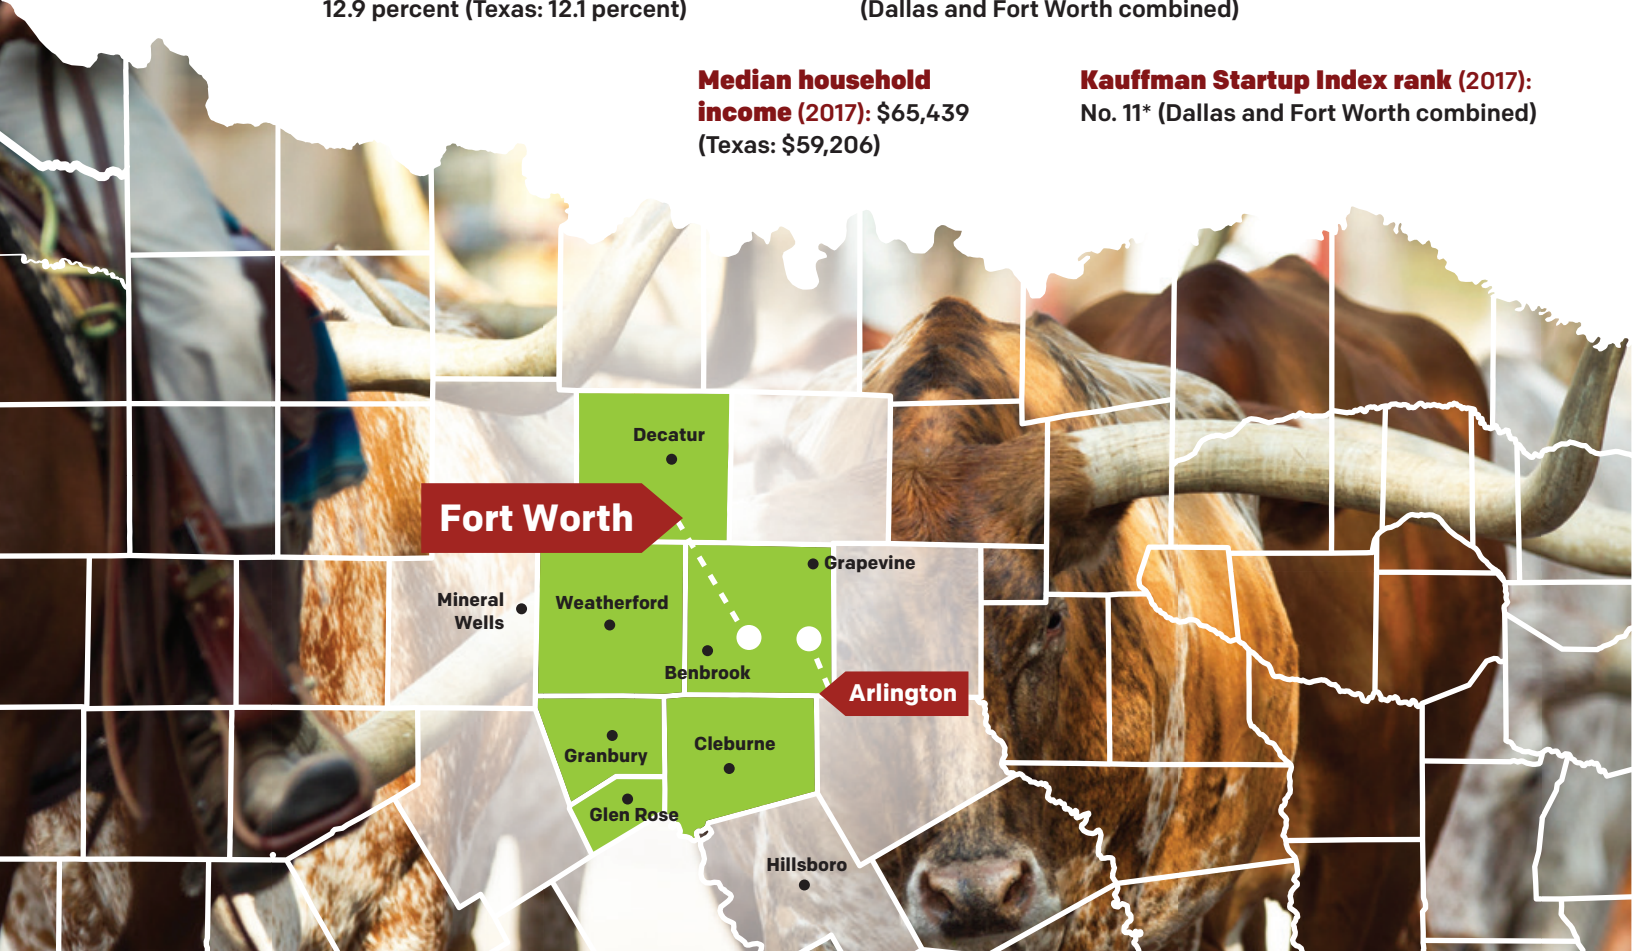 12.9 percent (Texas: 12.1 percent)
(Dallas and Fort Worth combined)
Median household
income (2017): $65,439
(Texas: $59,206)
Kauffman Startup Index rank (2017):
No. 11* (Dallas and Fort Worth combined)
Decatur
Fort Worth
Grapevine
Mineral
Wells
Weatherford
Benbrook
Arlington
Granbury
Cleburne
Glen Rose
Hillsboro